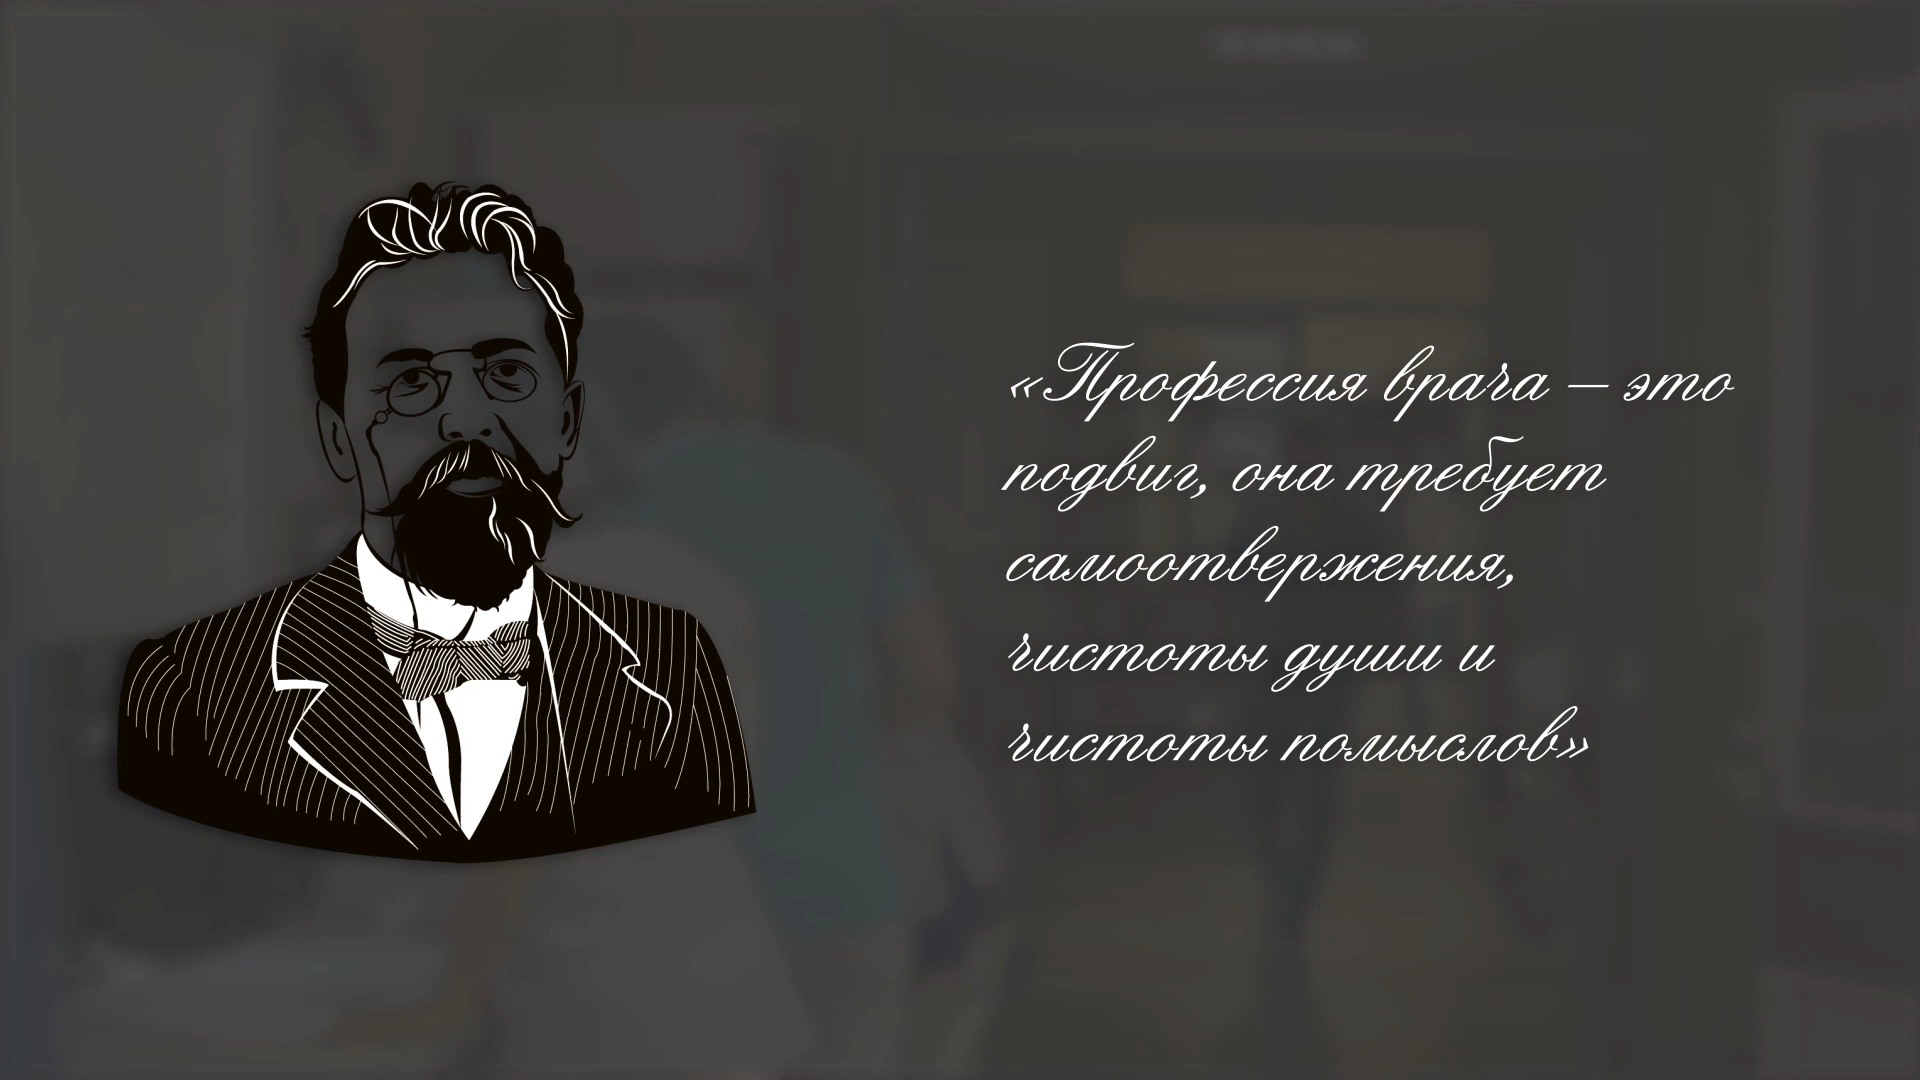 «Профессия врача – это
подвиг, она требует
самоотвержения,
чистоты души и
чистоты помыслов»